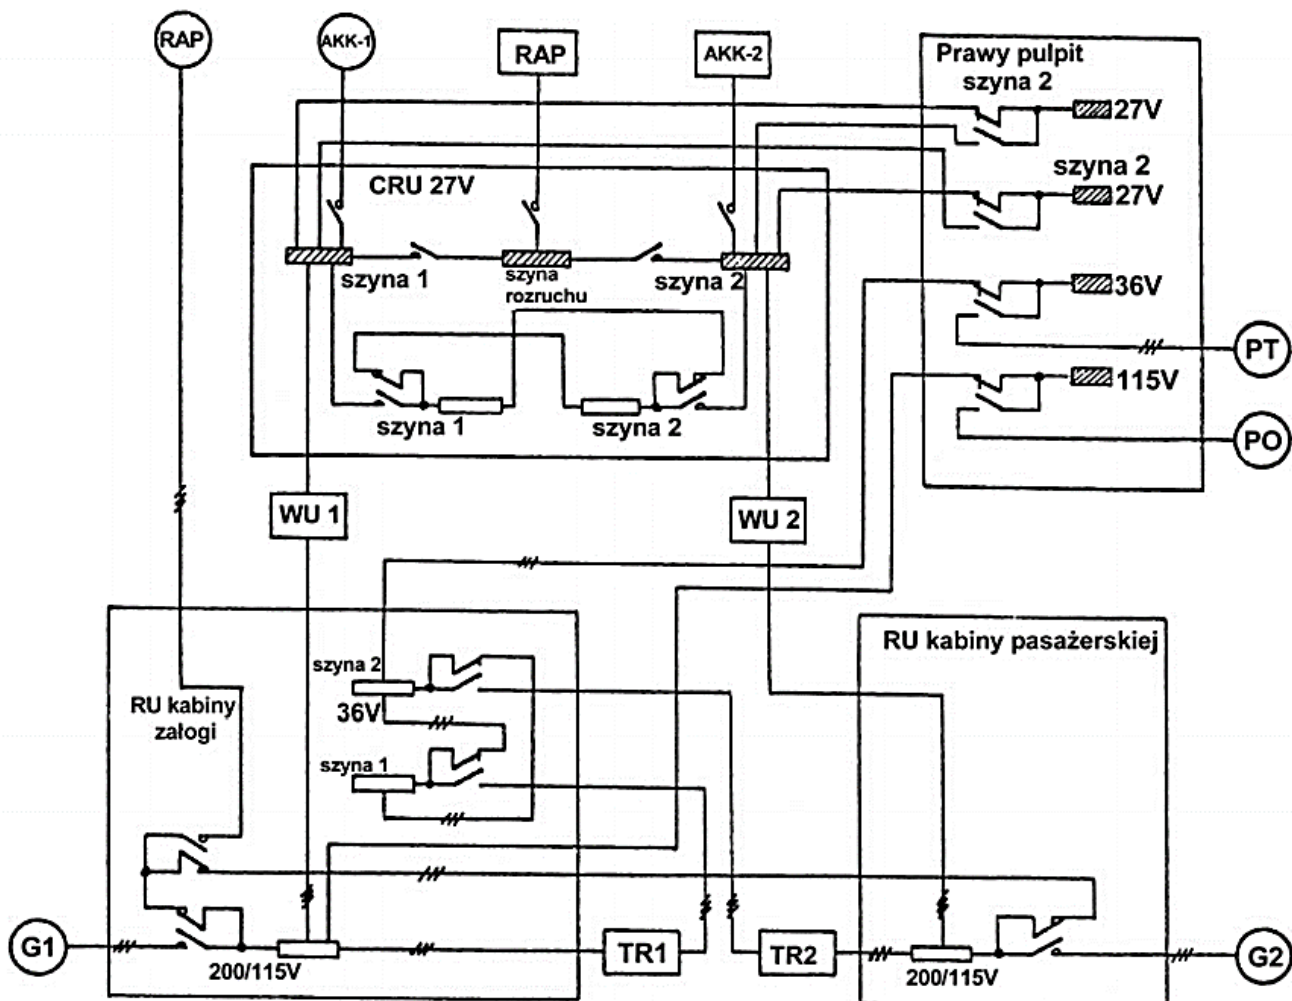 RAP
AKK-1
RAP
AKK-2
Prawy pulpit
szyna 2
27V
szyna 2
27V
CRU 27V
szyna 1
szyna
rozruchu
szyna 2
36V
PT
115V
szyna 1
szyna 2
PO
WU 1
WU 2
RU kabiny pasażerskiej
szyna 2
36V
RU kabiny
załogi
szyna 1
G1
200/115V
TR1
TR2
200/115V
G2